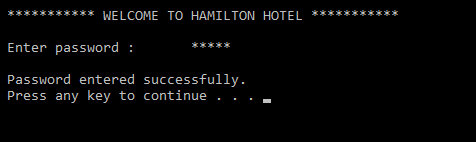 *********** WELCOME TO HAMILTON HOTEL ***********
Enter password :       *****
Password entered successfully.
Press any key to continue . . .